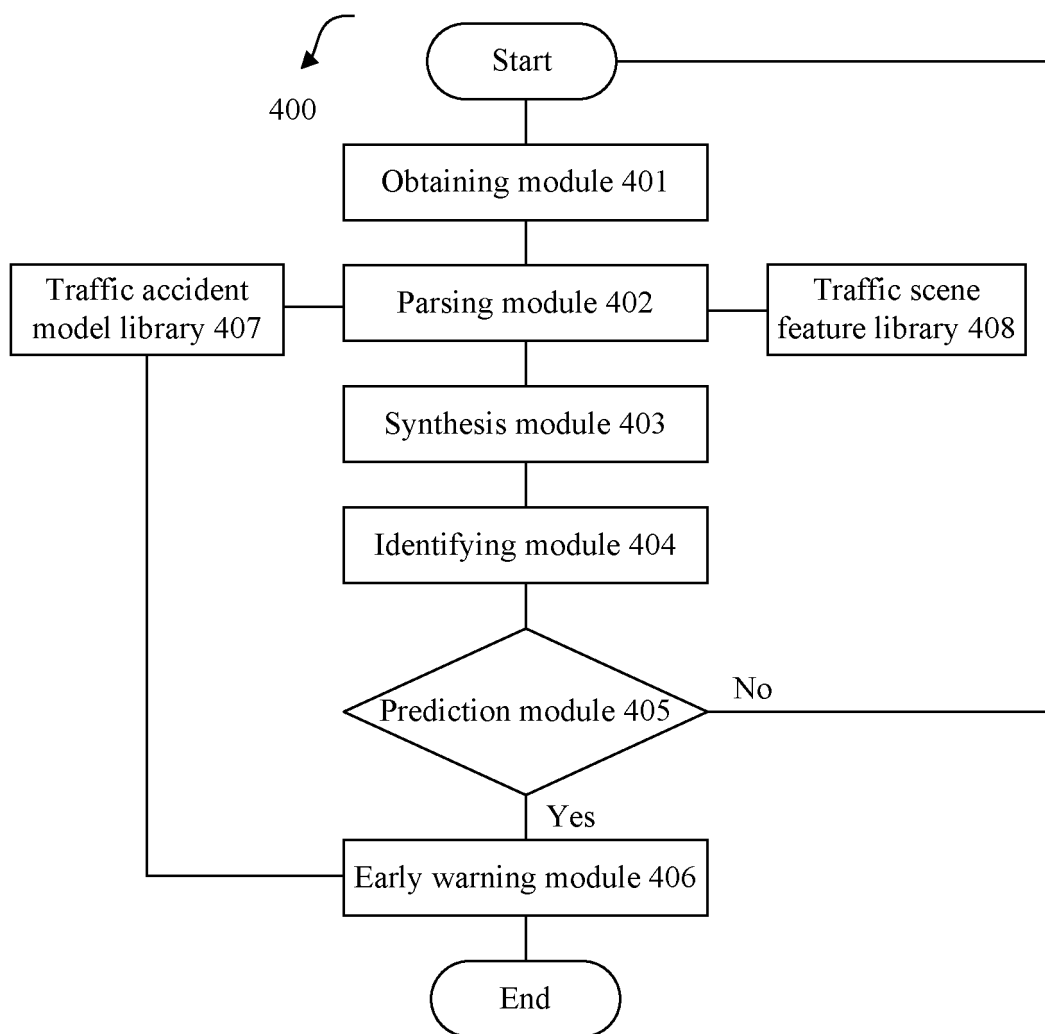 Start
400
Obtaining module 401
Traffic accident
model library 407
Parsing module 402
Traffic scene
feature library 408
Synthesis module 403
Identifying module 404
No
Prediction module 405
Yes
Early warning module 406
End